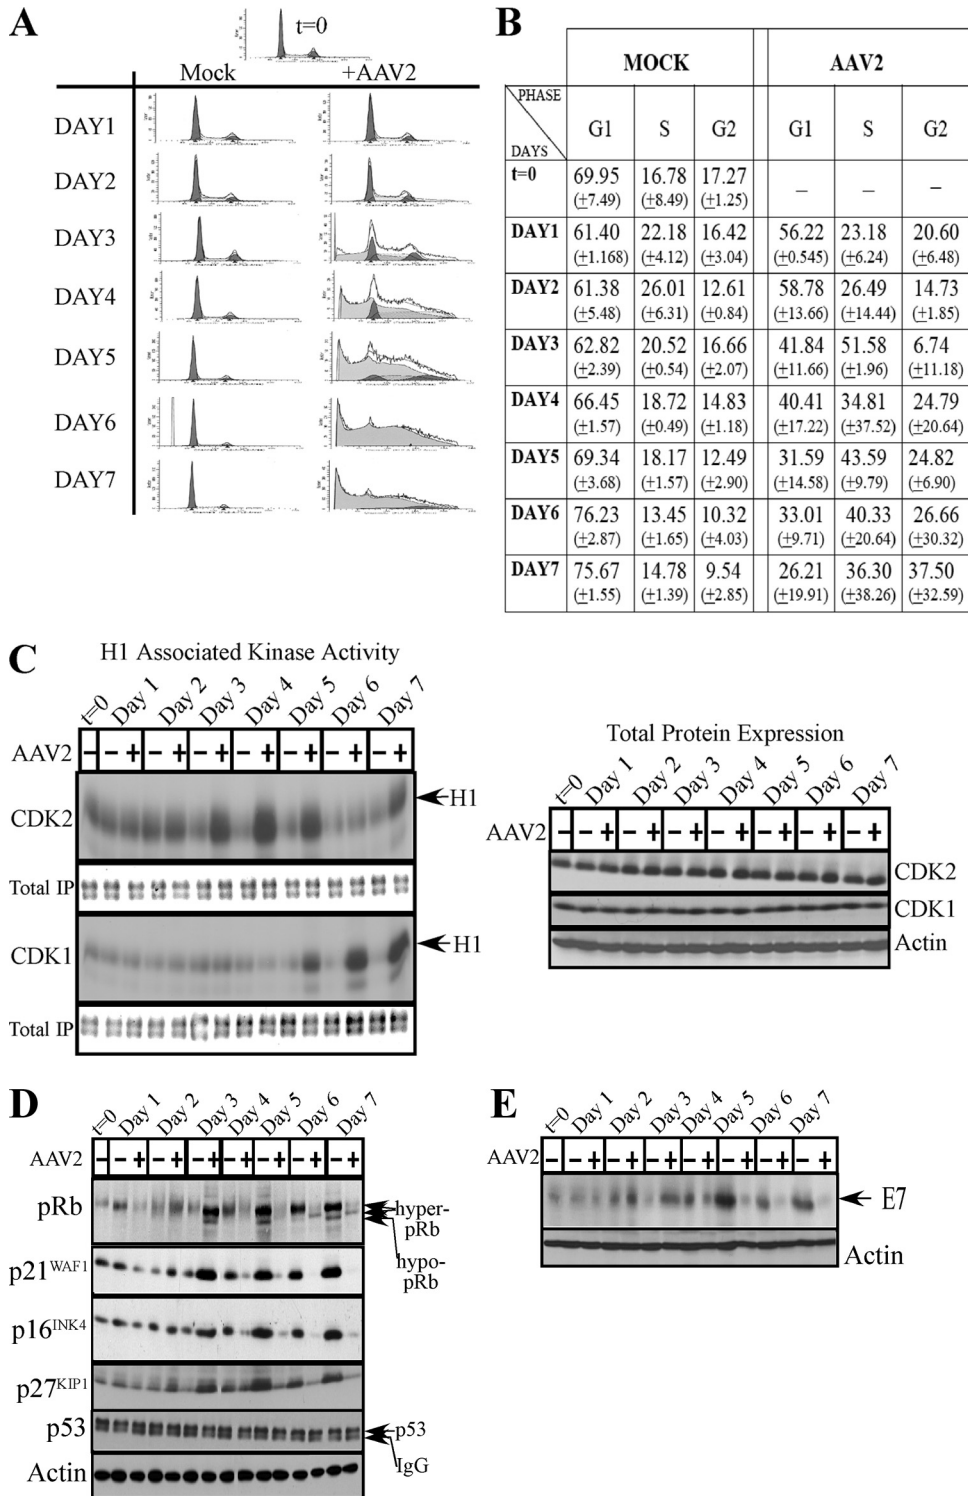 A
t=0
Mock +AAV2
DAY1
DAY2
DAY3
DAY4
DAY5
DAY6
DAY7
B
MOCK AAV2
PHASE
DAYS
G1 S G2 G1 S G2
t=0 69.95 16.78 17.27 – – –
(±7.49) (±8.49) (±1.25)
DAY1 61.40 22.18 16.42 56.22 23.18 20.60
(±1.168) (±4.12) (±3.04) (±0.545) (±6.24) (±6.48)
DAY2 61.38 26.01 12.61 58.78 26.49 14.73
(±5.48) (±6.31) (±0.84) (±13.66) (±14.44) (±1.85)
DAY3 62.82 20.52 16.66 41.84 51.58 6.74
(±2.39) (±0.54) (±2.07) (±11.66) (±1.96) (±11.18)
DAY4 66.45 18.72 14.83 40.41 34.81 24.79
(±1.57) (±0.49) (±1.18) (±17.22) (±37.52) (±20.64)
DAY5 69.34 18.17 12.49 31.59 43.59 24.82
(±3.68) (±1.57) (±2.90) (±14.58) (±9.79) (±6.90)
DAY6 76.23 13.45 10.32 33.01 40.33 26.66
(±2.87) (±1.65) (±4.03) (±9.71) (±20.64) (±30.32)
DAY7 75.67 14.78 9.54 26.21 36.30 37.50
(±1.55) (±1.39) (±2.85) (±19.91) (±38.26) (±32.59)
C
H1 Associated Kinase Activity
t=0 Day 1 Day 2 Day 3 Day 4 Day 5 Day 6 Day 7
AAV2 – – + – + – + – + – + – + – +
CDK2
H1
Total IP
CDK1
H1
Total IP
Total Protein Expression
t=0 Day 1 Day 2 Day 3 Day 4 Day 5 Day 6 Day 7
AAV2 – – + – + – + – + – + – + – +
CDK2
CDK1
Actin
D
t=0 Day 1 Day 2 Day 3 Day 4 Day 5 Day 6 Day 7
AAV2 – – + – + – + – + – + – + – +
pRb
hyper-
pRb
hypo-
pRb
p21WAF1
p16INK4
p27KIP1
p53
p53
IgG
Actin
E
t=0 Day 1 Day 2 Day 3 Day 4 Day 5 Day 6 Day 7
AAV2 – – + – + – + – + – + – + – +
E7
Actin